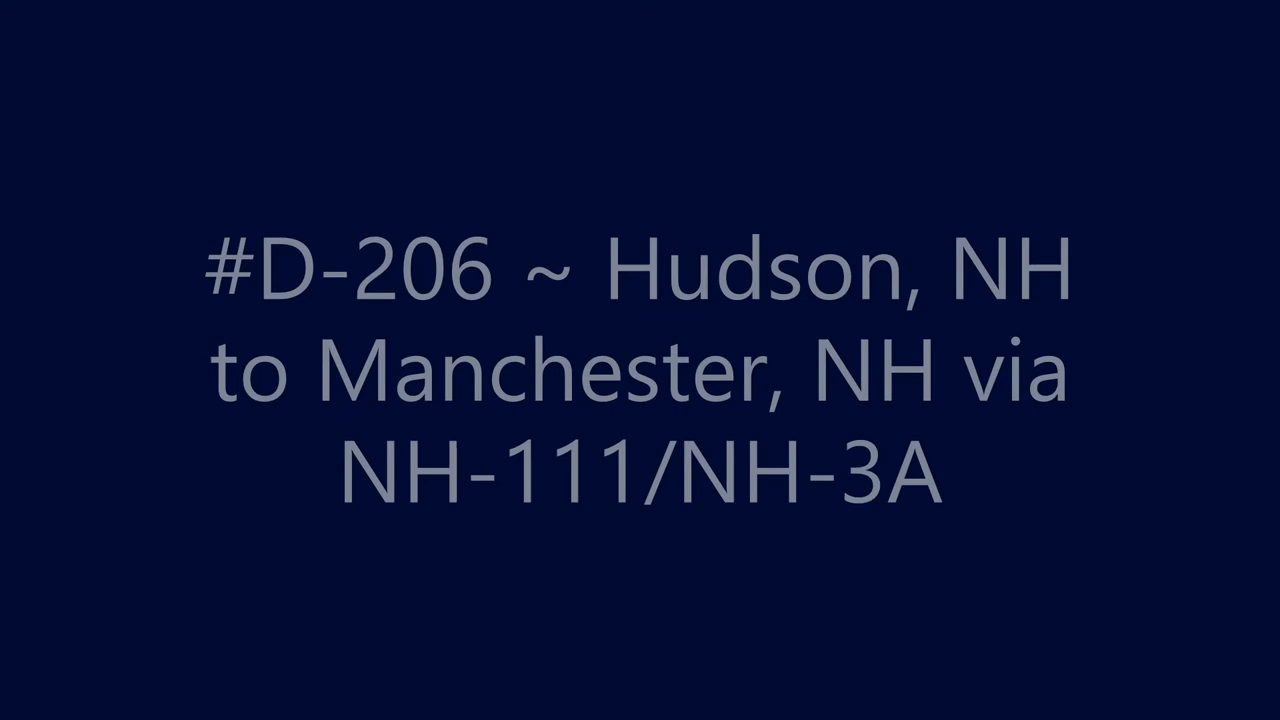 #D-206 ~ Hudson, NH
to Manchester, NH via
NH-111/NH-3A